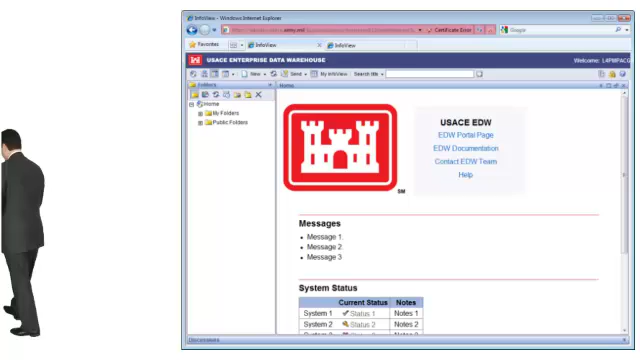 InfoView - Windows Internet Explorer
Certificate Error
Google
Favorites
InfoView
InfoView
USACE ENTERPRISE DATA WAREHOUSE
Welcome: L4PMFACG
New
Send
My InfoView
Search title
Folders
Home
Home
My Folders
Public Folders
SM
USACE EDW
EDW Portal Page
EDW Documentation
Contact EDW Team
Help
Messages
Message 1.
Message 2.
Message 3
System Status
Current Status Notes
System 1 Status 1 Notes 1
System 2 Status 2 Notes 2